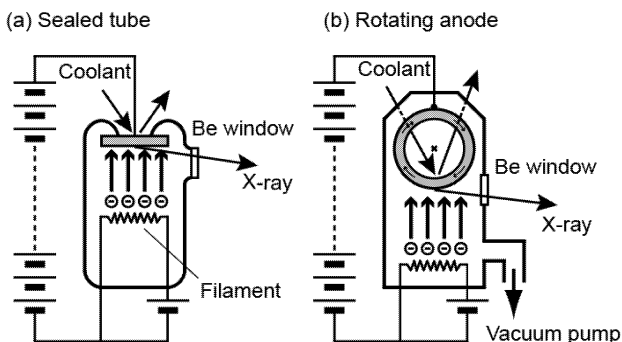 (a) Sealed tube
(b) Rotating anode
Coolant
Be window
X-ray
Filament
Coolant
Be window
X-ray
Vacuum pump